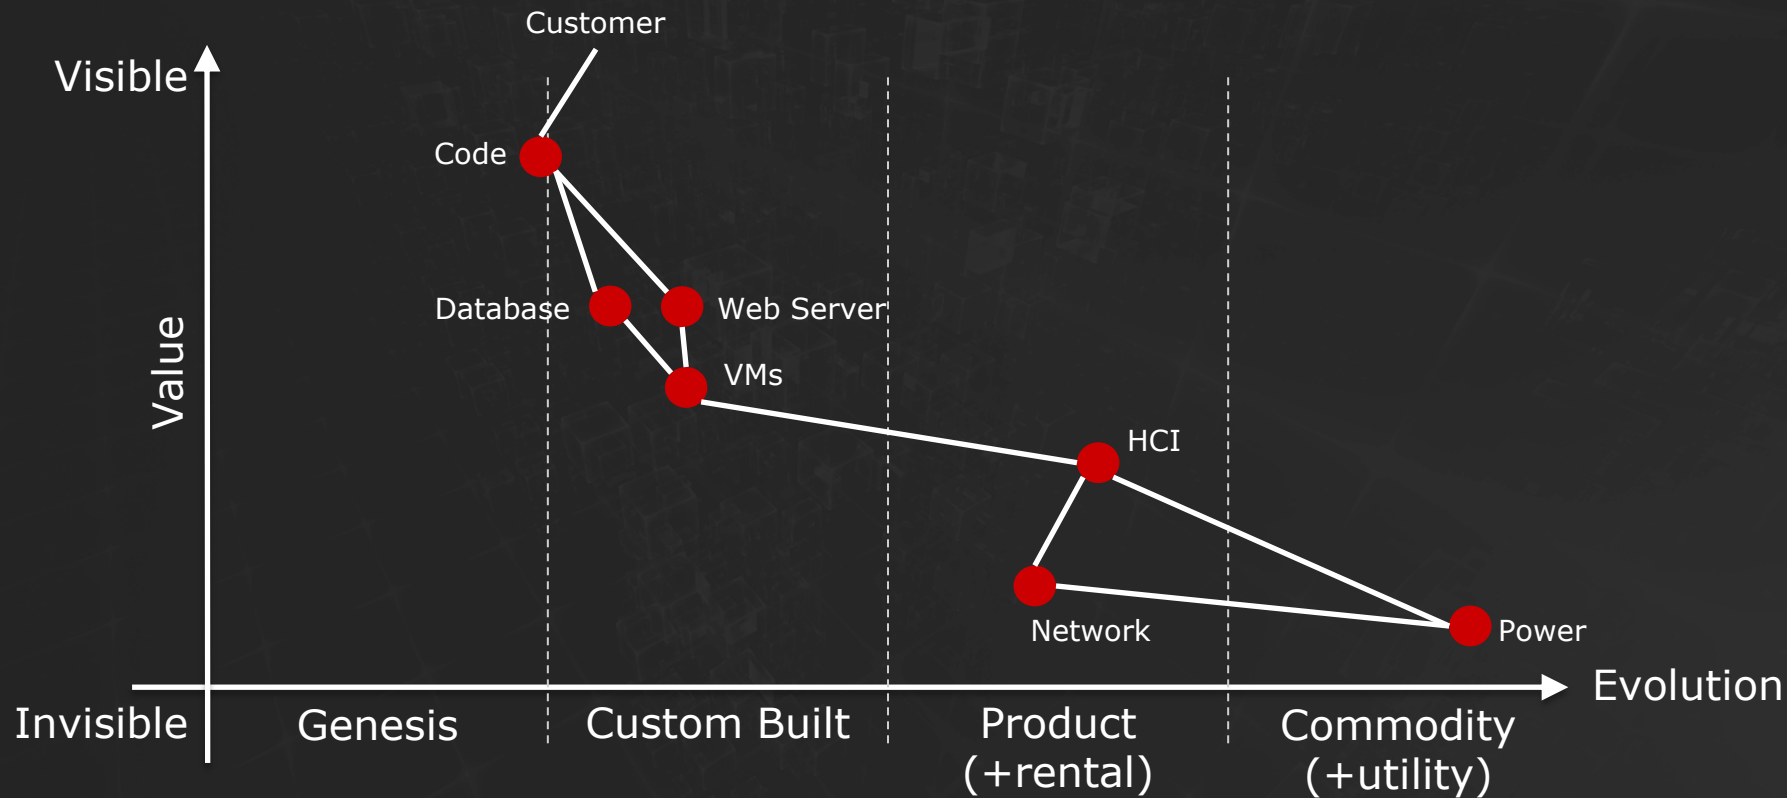 Customer
Visible
Code
Database
Web Server
Value
VMs
HCI
Network
Power
Evolution
Invisible
Genesis
Custom Built
Product
(+rental)
Commodity
(+utility)